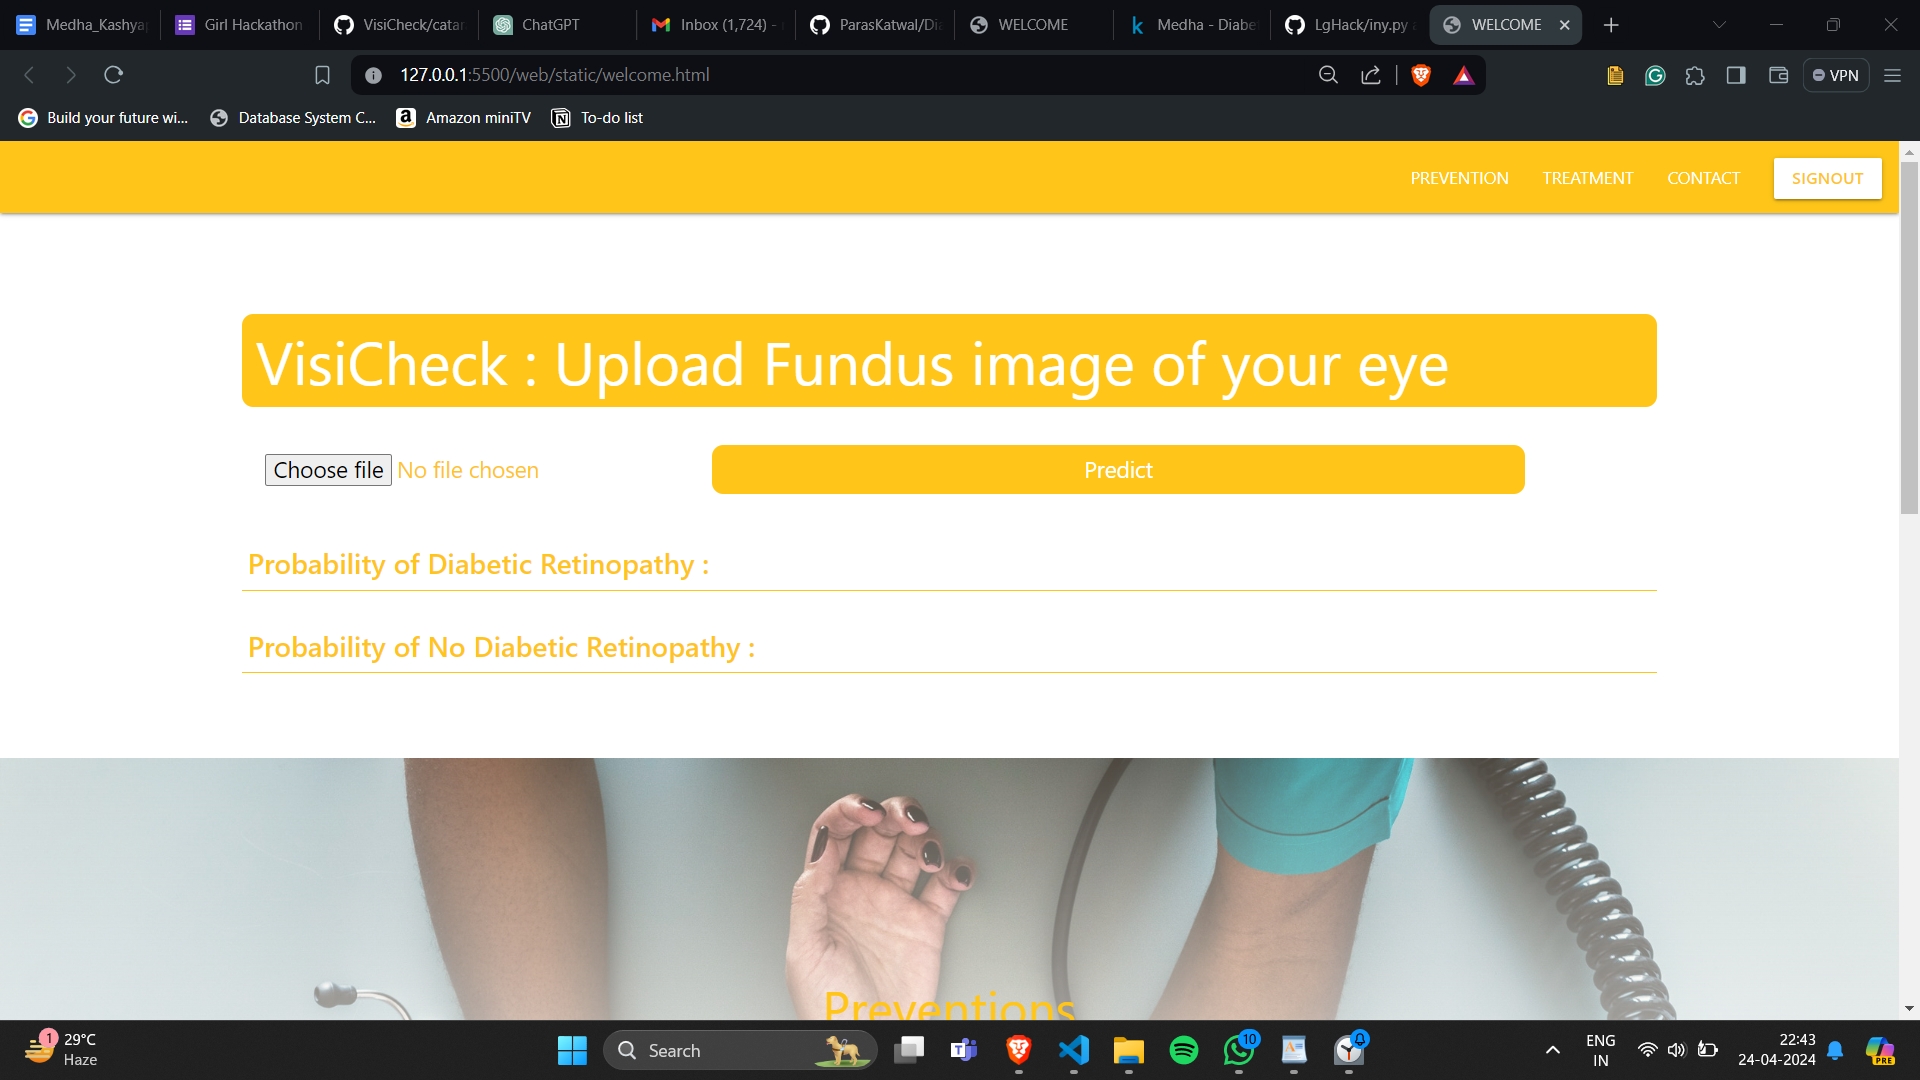 Medha_Kashya
Girl Hackathon
VisiCheck/catar
ChatGPT
Inbox (1,724) -
ParasKatwal/Dia
WELCOME
Medha - Diabe
LgHack/iny.py
WELCOME
127.0.0.1:5500/web/static/welcome.html
VPN
Build your future wi...
Database System C...
Amazon miniTV
To-do list
PREVENTION
TREATMENT
CONTACT
SIGNOUT
VisiCheck : Upload Fundus image of your eye
Choose file No file chosen
Predict
Probability of Diabetic Retinopathy :
Probability of No Diabetic Retinopathy :
Preventions
1
29°C
Haze
Search
10
ENG
IN
22:43
24-04-2024
PRE